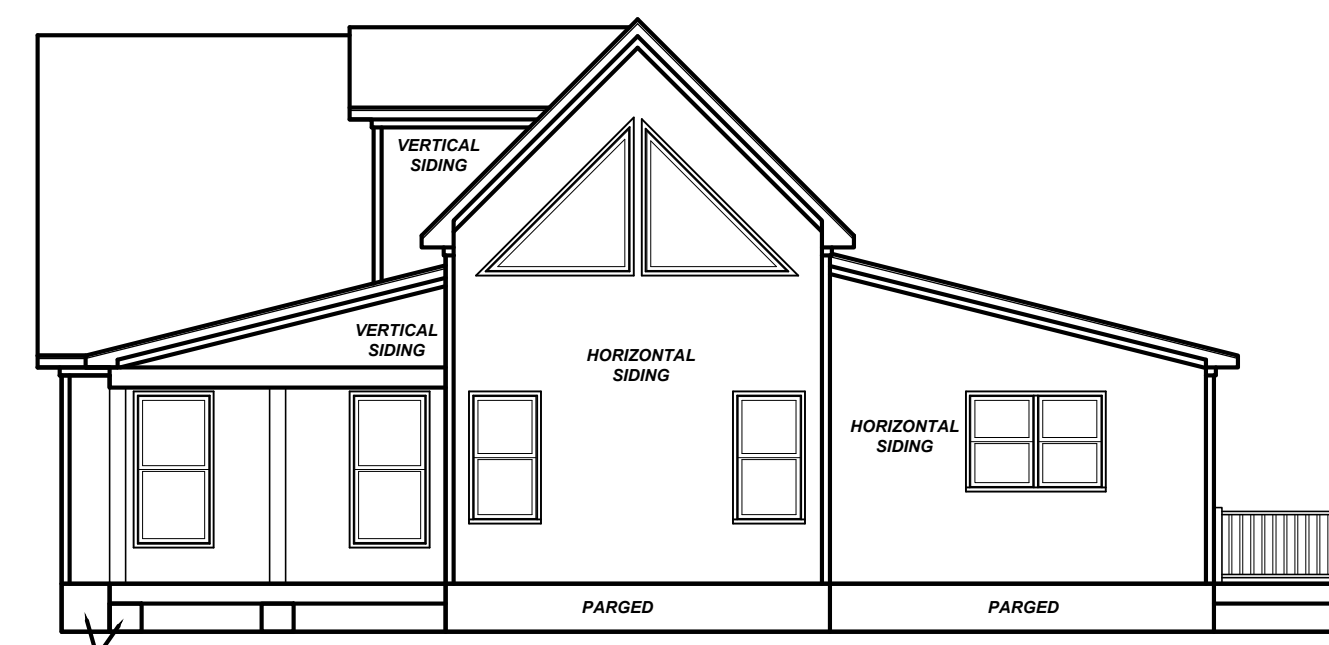 VERTICAL
SIDING
VERTICAL
SIDING
HORIZONTAL
SIDING
HORIZONTAL
SIDING
PARGED
PARGED